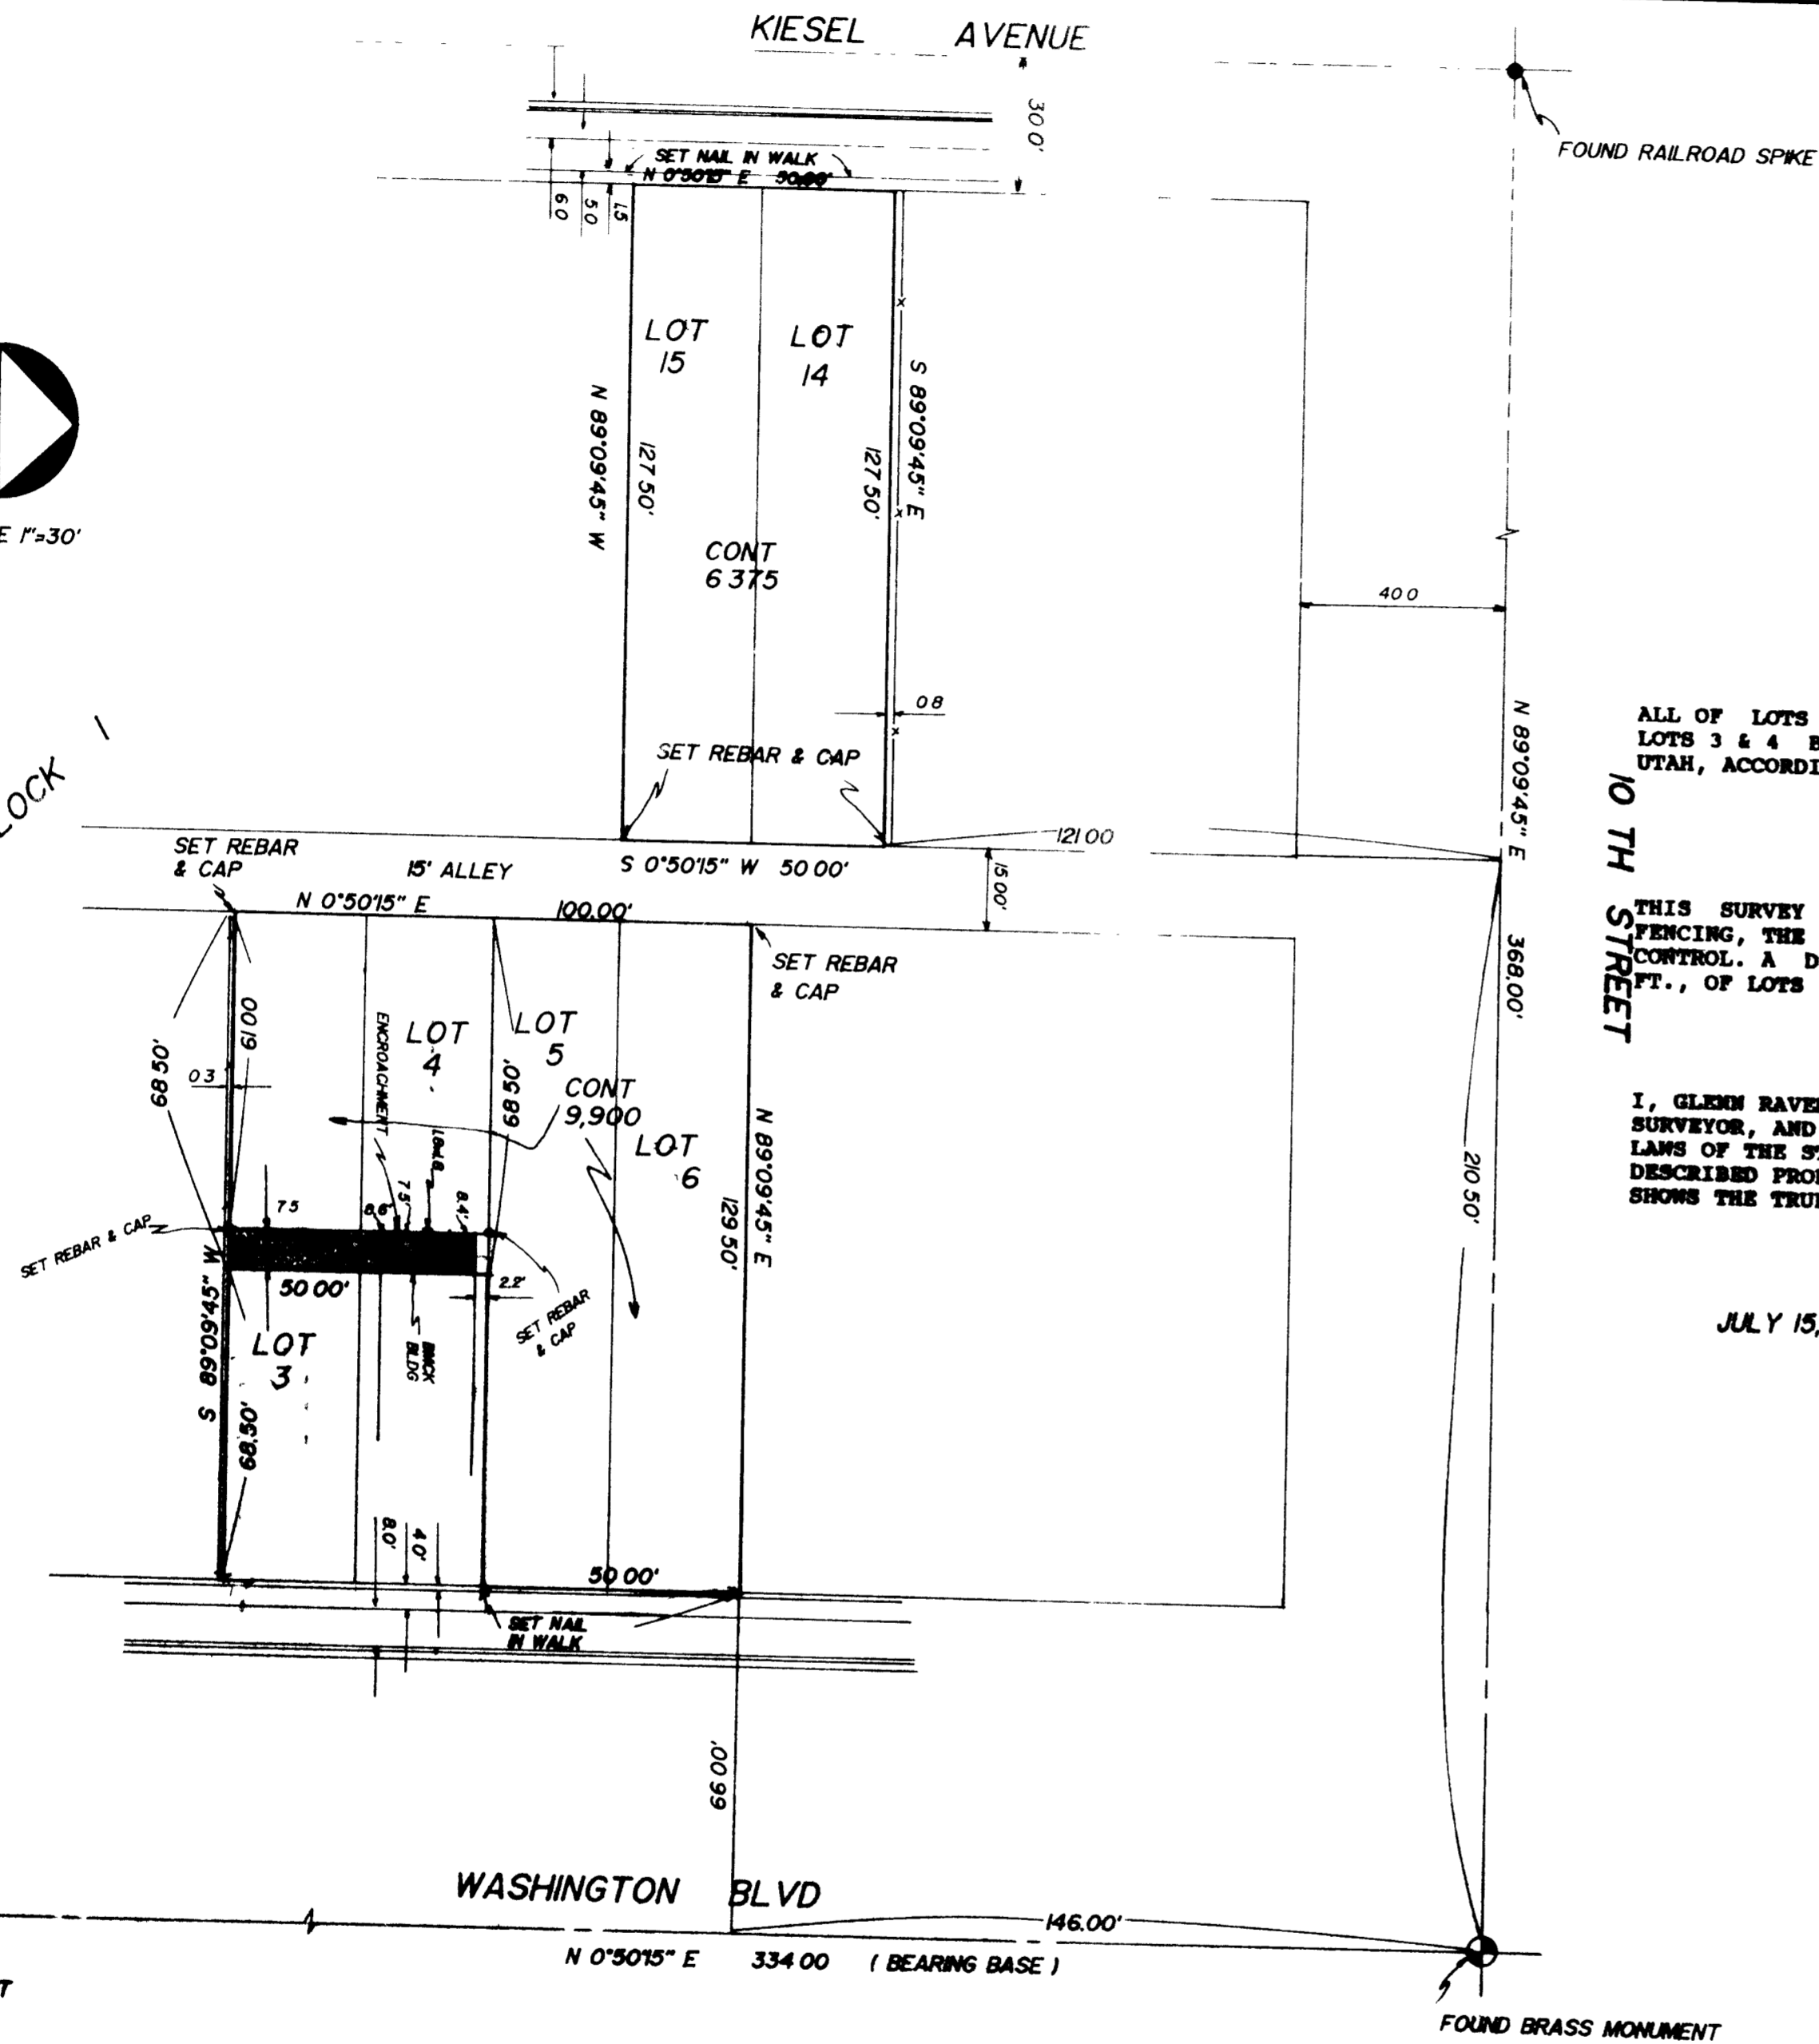 KIESEL AVENUE
30 0'
FOUND RAILROAD SPIKE
SET NAIL IN WALK
N 0°50'15" E 50.00'
6 0
5 0
1.5
LOT
15
LOT
14
N 89°09'45" W
127 50'
127 50'
S 89°09'45" E
E 1"=30'
CONT
6 375
40 0
0 8
SET REBAR & CAP
LOCK 1
N 89°09'45" E
368.00'
10 TH STREET
ALL OF LOTS
LOTS 3 & 4 B
UTAH, ACCORDI
121 00
SET REBAR
& CAP
15' ALLEY
S 0°50'15" W 50 00'
15 00'
N 0°50'15" E 100.00'
THIS SURVEY
FENCING, THE
CONTROL. A D
FT., OF LOTS
SET REBAR
& CAP
68 50'
61 00
0 3
ENCROACHMENT
LOT
4
LOT
5
68 50'
CONT
9,900
LOT
6
N 89°09'45" E
129 50'
210 50'
I, GLENN RAVE
SURVEYOR, AND
LAWS OF THE ST
DESCRIBED PROP
SHOWS THE TRUE
7 5
8.6'
7 5'
8.4'
SET REBAR & CAP
50 00'
2.2'
SET REBAR
& CAP
S 89°09'45" W
LOT
3
BRICK
BLDG
68.50'
JULY 15,
8.0'
4 0'
50 00'
SET NAIL
IN WALK
66 00'
WASHINGTON BLVD
146.00'
N 0°50'15" E 334 00 ( BEARING BASE )
T
FOUND BRASS MONUMENT